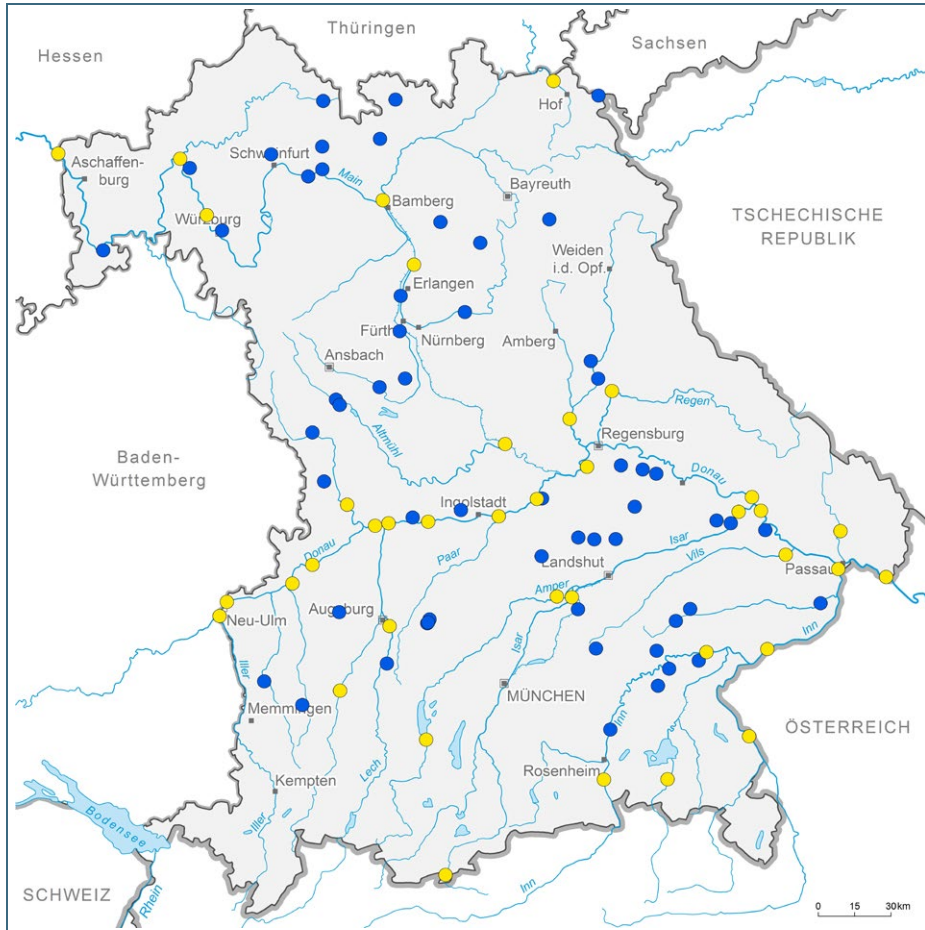 Thüringen
Sachsen
Hessen
Hof
Aschaffen-
burg
Schweinfurt
Main
Bayreuth
Bamberg
Würzburg
TSCHECHISCHE
REPUBLIK
Weiden
i.d. Opf.
Erlangen
Fürth
Nürnberg
Amberg
Ansbach
Regen
Altmühl
Regensburg
Baden-
Württemberg
Donau
Ingolstadt
Isar
Paar
Vils
Donau
Landshut
Passau
Amper
Augsburg
Neu-Ulm
Isar
Inn
Iller
MÜNCHEN
Memmingen
Inn
ÖSTERREICH
Lech
Rosenheim
Kempten
Bodensee
Iller
SCHWEIZ
Rhein
Inn
0 15 30km